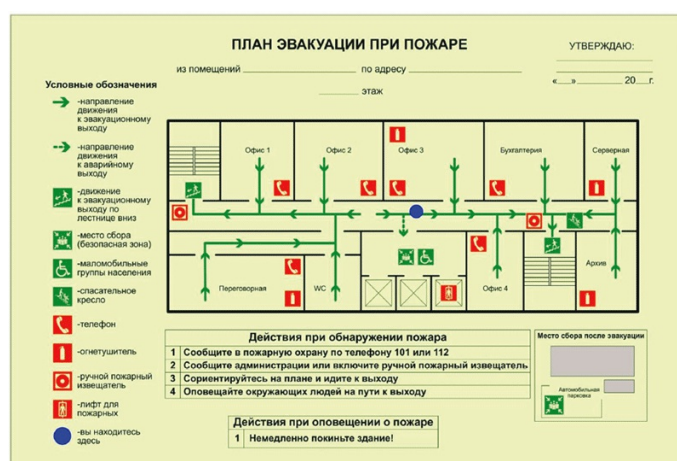 ПЛАН ЭВАКУАЦИИ ПРИ ПОЖАРЕ
УТВЕРЖДАЮ:
из помещений ____________ по адресу ____________
« » ________ 20 г.
______ этаж
Условные обозначения
-направление
движения
к эвакуационному
выходу
-направление
движения
к аварийному
выходу
-движение
к эвакуационному
выходу по
лестнице вниз
-место сбора
(безопасная зона)
-маломобильные
группы населения
-спасательное
кресло
-телефон
-огнетушитель
-ручной пожарный
извещатель
-лифт для
пожарных
-вы находитесь
здесь
Офис 1
Офис 2
Офис 3
Бухгалтерия
Серверная
Переговорная
WC
Офис 4
Архив
Действия при обнаружении пожара
1 Сообщите в пожарную охрану по телефону 101 или 112
2 Сообщите администрации или включите ручной пожарный извещатель
3 Сориентируйтесь на плане и идите к выходу
4 Оповещайте окружающих людей на пути к выходу
Место сбора после эвакуации
Автомобильная
парковка
Действия при оповещении о пожаре
1 Немедленно покиньте здание!